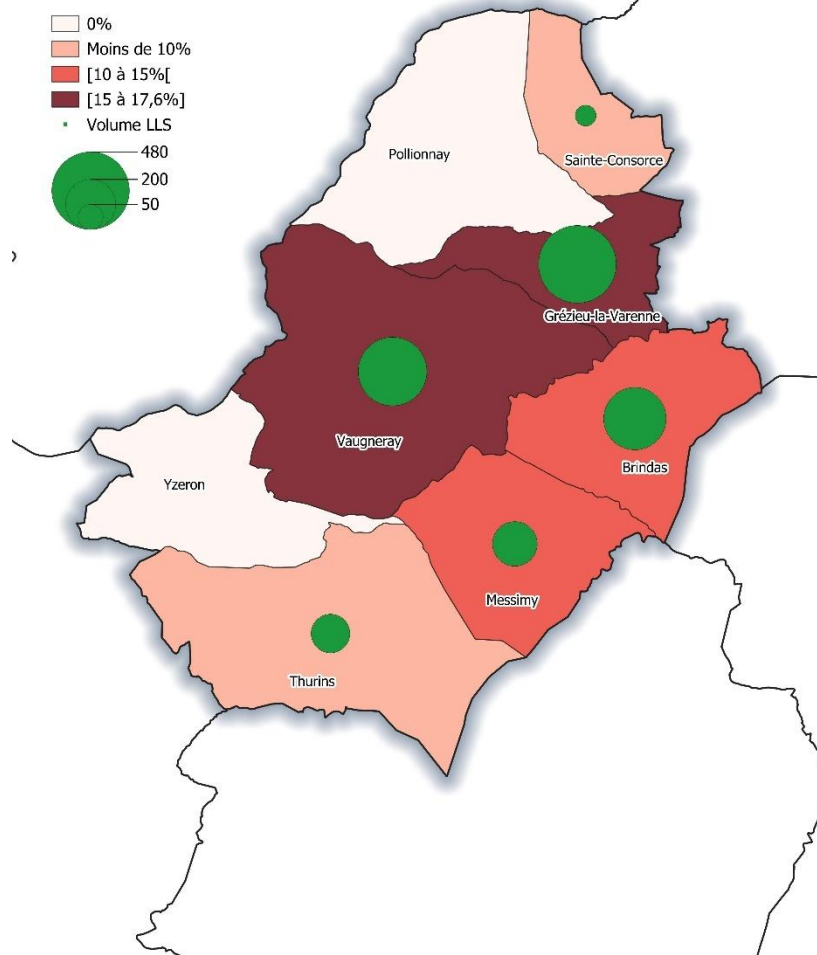 0%
Moins de 10%
[10 à 15%[
[15 à 17,6%]
Volume LLS
480
200
50
Pollionnay
Sainte-Consorce
Grézieu-la-Varenne
Vaugneray
Brindas
Yzeron
Messimy
Thurins